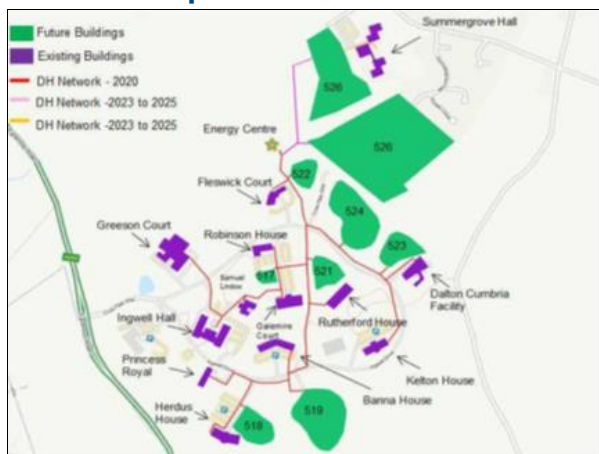 Future Buildings
Existing Buildings
DH Network - 2020
DH Network -2023 to 2025
DH Network -2023 to 2025
Summergrove Hall
526
Energy Centre
526
522
Fleswick Court
524
Greeson Court
Robinson House
523
Samuel
Lindow
517
521
Dalton Cumbria
Facility
Ingwell Hall
Galemire
Court
Rutherford House
Princess
Royal
Kelton House
Banna House
Herdus
House
518
519